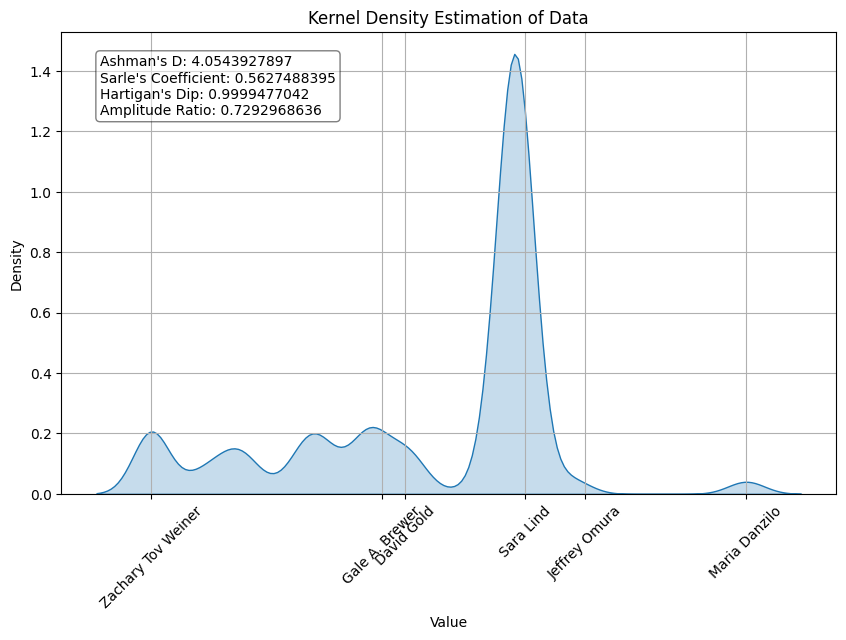 Kernel Density Estimation of Data
Ashman's D: 4.0543927897
Sarle's Coefficient: 0.5627488395
Hartigan's Dip: 0.9999477042
Amplitude Ratio: 0.7292968636
Density
1.4
1.2
1.0
0.8
0.6
0.4
0.2
0.0
Zachary Tov Weiner
Gale A. Brewer
David Gold
Sara Lind
Jeffrey Omura
Maria Danzilo
Value